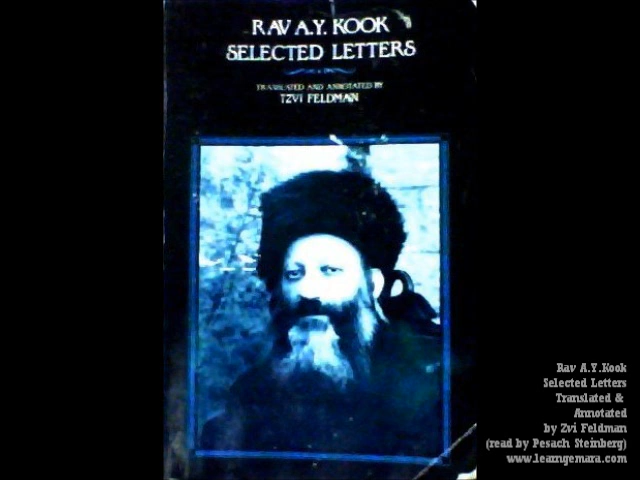 RAV A.Y. KOOK
SELECTED LETTERS
TRANSLATED AND ANNOTATED BY
TZVI FELDMAN
Rav A.Y.Kook
Selected Letters
Translated &
Annotated
by Zvi Feldman
(read by Pesach Steinberg)
www.learngemara.com